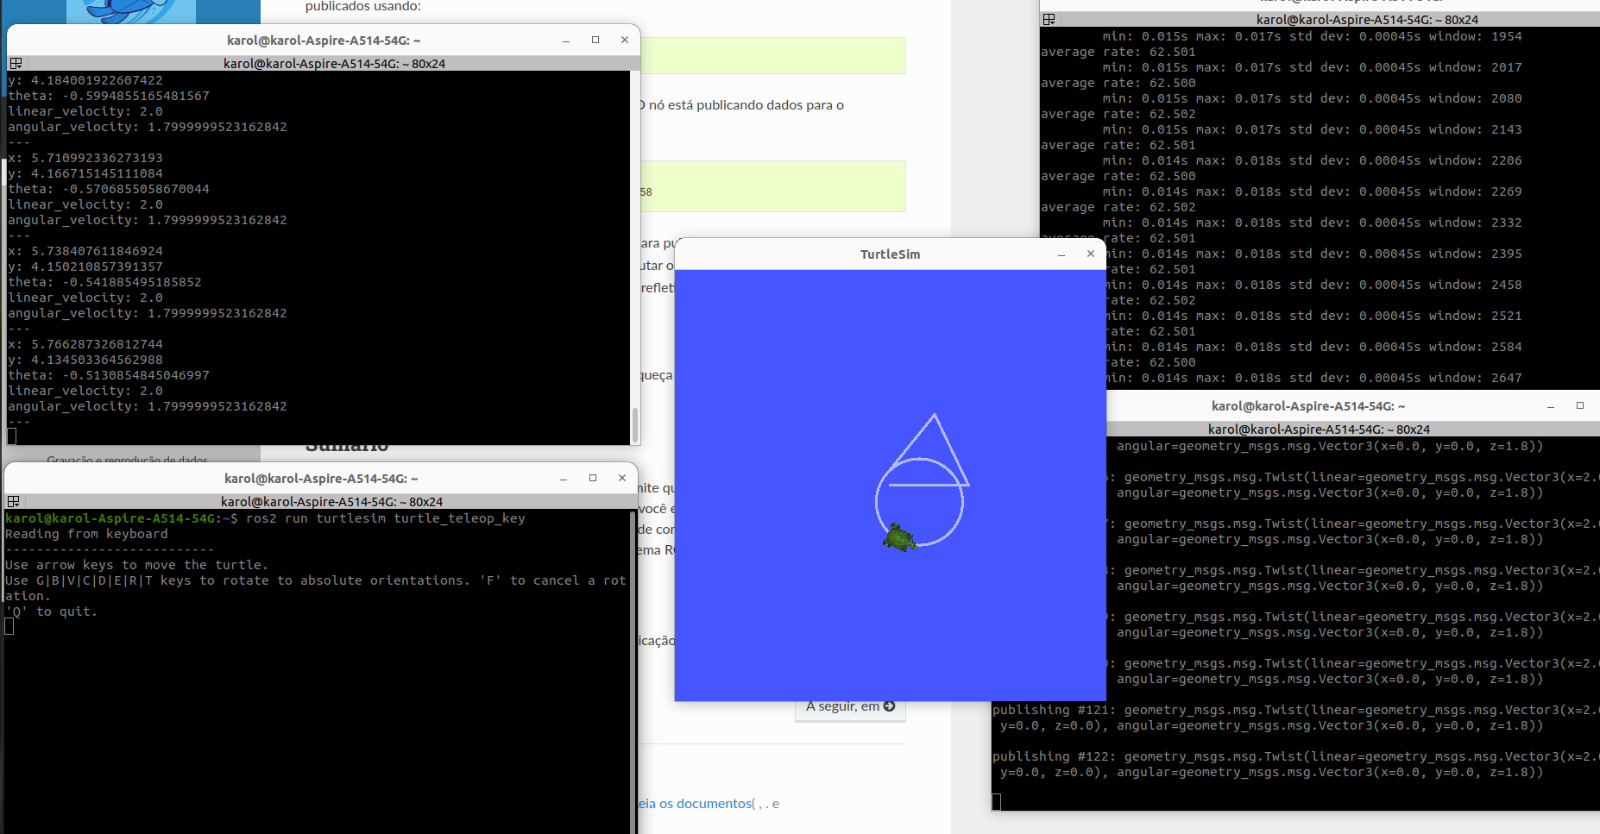 publicados usando:
karol@karol-Aspire-A514-54G: ~
karol@karol-Aspire-A514-54G: ~ 80x24
y: 4.184001922607422
theta: -0.5994855165481567
linear_velocity: 2.0
angular_velocity: 1.7999999523162842
---
x: 5.710992336273193
y: 4.166715145111084
theta: -0.5706855058670044
linear_velocity: 2.0
angular_velocity: 1.7999999523162842
---
x: 5.738407611846924
y: 4.150210857391357
theta: -0.541885495185852
linear_velocity: 2.0
angular_velocity: 1.7999999523162842
---
x: 5.766287326812744
y: 4.134503364562988
theta: -0.5130854845046997
linear_velocity: 2.0
angular_velocity: 1.7999999523162842
---
nó está publicando dados para o
58
ara pu
utar o
refleti
queça
Sumário
Gravação e reprodução de dados
nite qu
você e
de com
ema R
icação
A seguir, em
eia os documentos( , . e
karol@karol-Aspire-A514-54G: ~
karol@karol-Aspire-A514-54G: ~ 80x24
karol@karol-Aspire-A514-54G:~$ ros2 run turtlesim turtle_teleop_key
Reading from keyboard
---------------------------
Use arrow keys to move the turtle.
Use G|B|V|C|D|E|R|T keys to rotate to absolute orientations. 'F' to cancel a rot
ation.
'Q' to quit.
TurtleSim
karol@karol-Aspire-A514-54G: ~ 80x24
min: 0.015s max: 0.017s std dev: 0.00045s window: 1954
average rate: 62.501
min: 0.015s max: 0.017s std dev: 0.00045s window: 2017
average rate: 62.500
min: 0.015s max: 0.017s std dev: 0.00045s window: 2080
average rate: 62.502
min: 0.015s max: 0.017s std dev: 0.00045s window: 2143
average rate: 62.501
min: 0.014s max: 0.018s std dev: 0.00045s window: 2206
average rate: 62.500
min: 0.014s max: 0.018s std dev: 0.00045s window: 2269
average rate: 62.502
min: 0.014s max: 0.018s std dev: 0.00045s window: 2332
average rate: 62.501
min: 0.014s max: 0.018s std dev: 0.00045s window: 2395
rate: 62.500
min: 0.014s max: 0.018s std dev: 0.00045s window: 2458
rate: 62.502
min: 0.014s max: 0.018s std dev: 0.00045s window: 2521
rate: 62.501
min: 0.014s max: 0.018s std dev: 0.00045s window: 2584
rate: 62.500
min: 0.014s max: 0.018s std dev: 0.00045s window: 2647
karol@karol-Aspire-A514-54G: ~
karol@karol-Aspire-A514-54G: ~ 80x24
angular=geometry_msgs.msg.Vector3(x=0.0, y=0.0, z=1.8))
: geometry_msgs.msg.Twist(linear=geometry_msgs.msg.Vector3(x=2.0
angular=geometry_msgs.msg.Vector3(x=0.0, y=0.0, z=1.8))
: geometry_msgs.msg.Twist(linear=geometry_msgs.msg.Vector3(x=2.0
angular=geometry_msgs.msg.Vector3(x=0.0, y=0.0, z=1.8))
: geometry_msgs.msg.Twist(linear=geometry_msgs.msg.Vector3(x=2.0
angular=geometry_msgs.msg.Vector3(x=0.0, y=0.0, z=1.8))
: geometry_msgs.msg.Twist(linear=geometry_msgs.msg.Vector3(x=2.0
angular=geometry_msgs.msg.Vector3(x=0.0, y=0.0, z=1.8))
: geometry_msgs.msg.Twist(linear=geometry_msgs.msg.Vector3(x=2.0
angular=geometry_msgs.msg.Vector3(x=0.0, y=0.0, z=1.8))
publishing #121: geometry_msgs.msg.Twist(linear=geometry_msgs.msg.Vector3(x=2.0
y=0.0, z=0.0), angular=geometry_msgs.msg.Vector3(x=0.0, y=0.0, z=1.8))
publishing #122: geometry_msgs.msg.Twist(linear=geometry_msgs.msg.Vector3(x=2.0
y=0.0, z=0.0), angular=geometry_msgs.msg.Vector3(x=0.0, y=0.0, z=1.8))